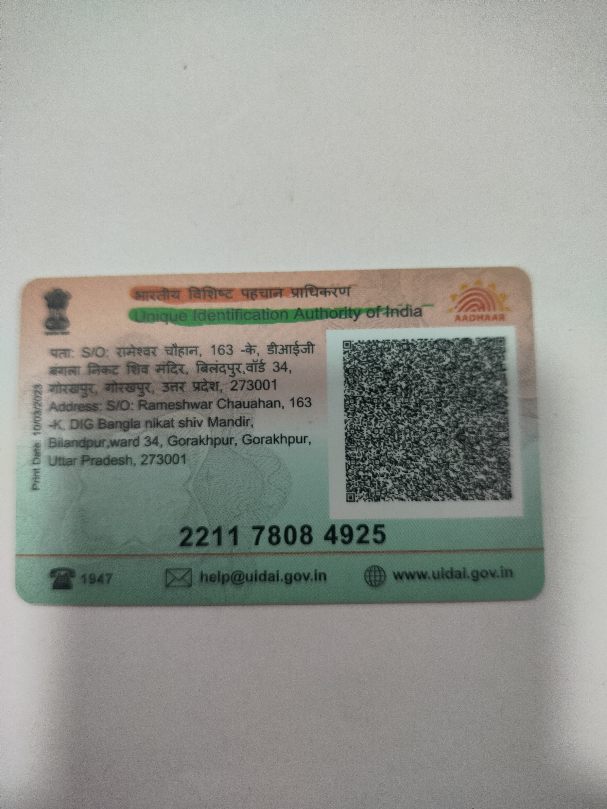 भारतीय विशिष्ट पहचान प्राधिकरण
Unique Identification Authority of India
AADHAAR
पता: S/O: रामेश्वर चौहान, 163 -के, डीआईजी
बंगला निकट शिव मंदिर, बिलंदपुर,वॉर्ड 34,
गोरखपुर, गोरखपुर, उत्तर प्रदेश, 273001
Address: S/O: Rameshwar Chauahan, 163
-K, DIG Bangla nikat shiv Mandir,
Bilandpur,ward 34, Gorakhpur, Gorakhpur,
Uttar Pradesh, 273001
Print Date: 10/03/2023
2211 7808 4925
1947
help@uidai.gov.in
www.uidai.gov.in